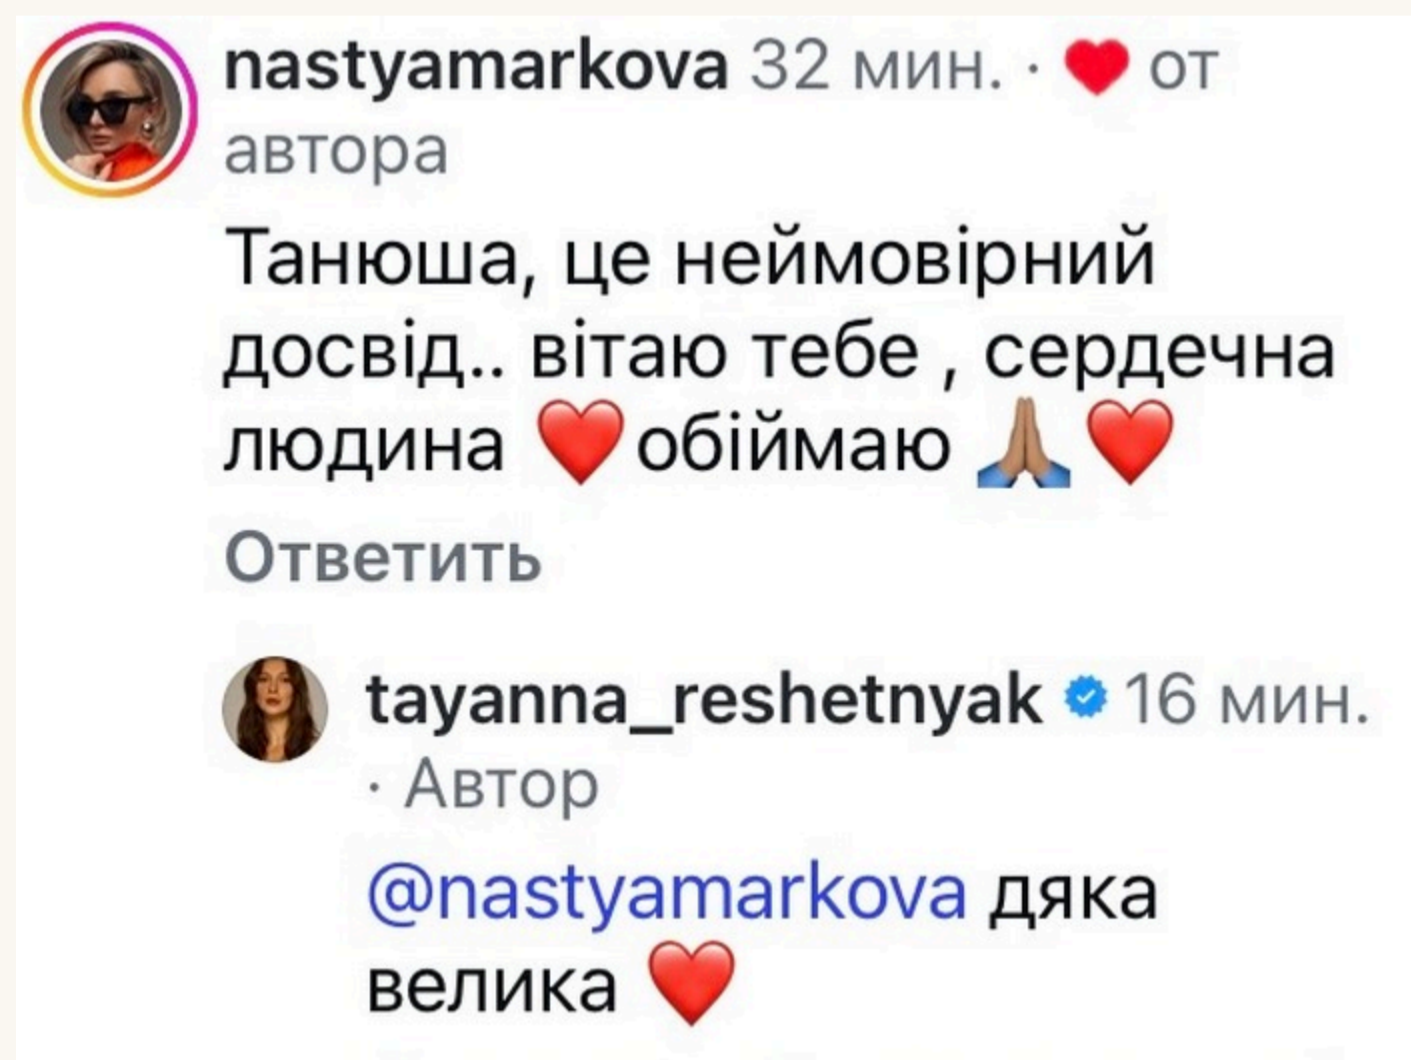 nastyamarkova 32 мин. · ❤️ от
автора
Танюша, це неймовірний
досвід.. вітаю тебе , сердечна
людина ❤️обіймаю 🙏🏽❤️
Ответить
tayanna_reshetnyak 16 мин.
· Автор
@nastyamarkova дяка
велика ❤️